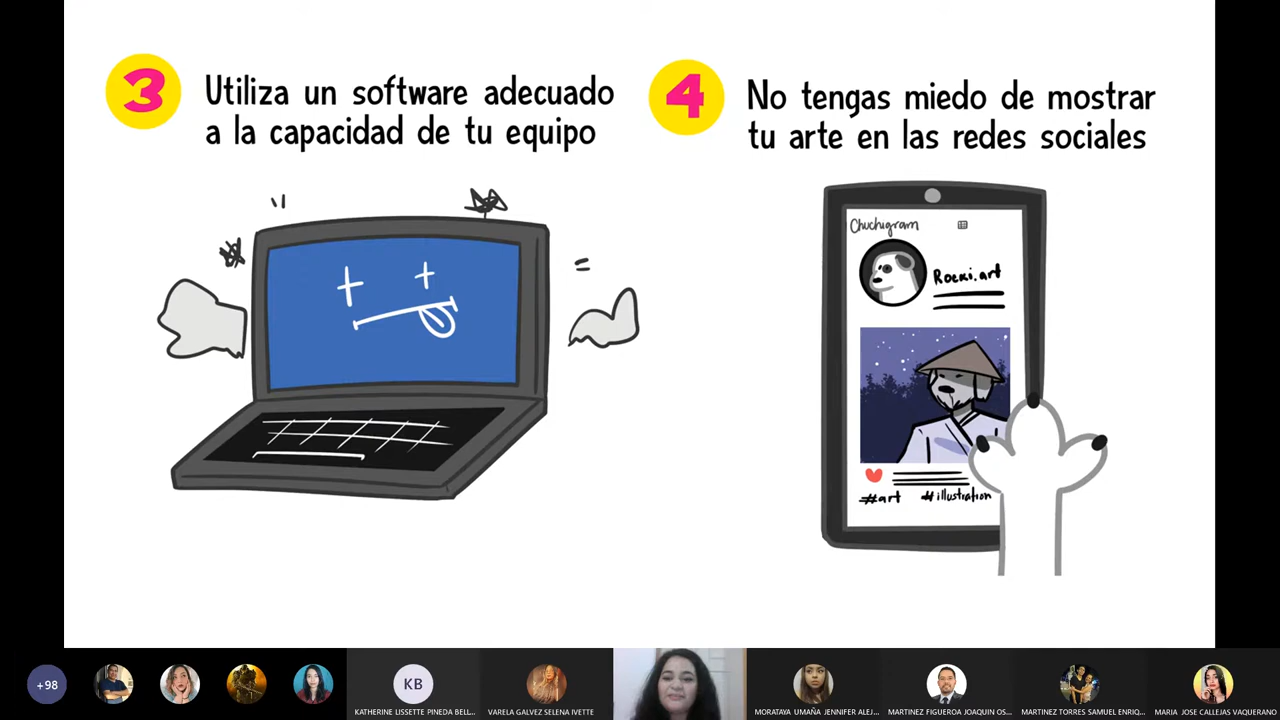 3
Utiliza un software adecuado
a la capacidad de tu equipo
4
No tengas miedo de mostrar
tu arte en las redes sociales
Chuchigram
Rocki.art
#art #illustration
+98
KB
KATHERINE LISSETTE PINEDA BELL...
VARELA GALVEZ SELENA IVETTE
MORATAYA UMAÑA JENNIFER ALEJ...
MARTINEZ FIGUEROA JOAQUIN OS...
MARTINEZ TORRES SAMUEL ENRIQ...
MARIA JOSE CALLEJAS VAQUERANO